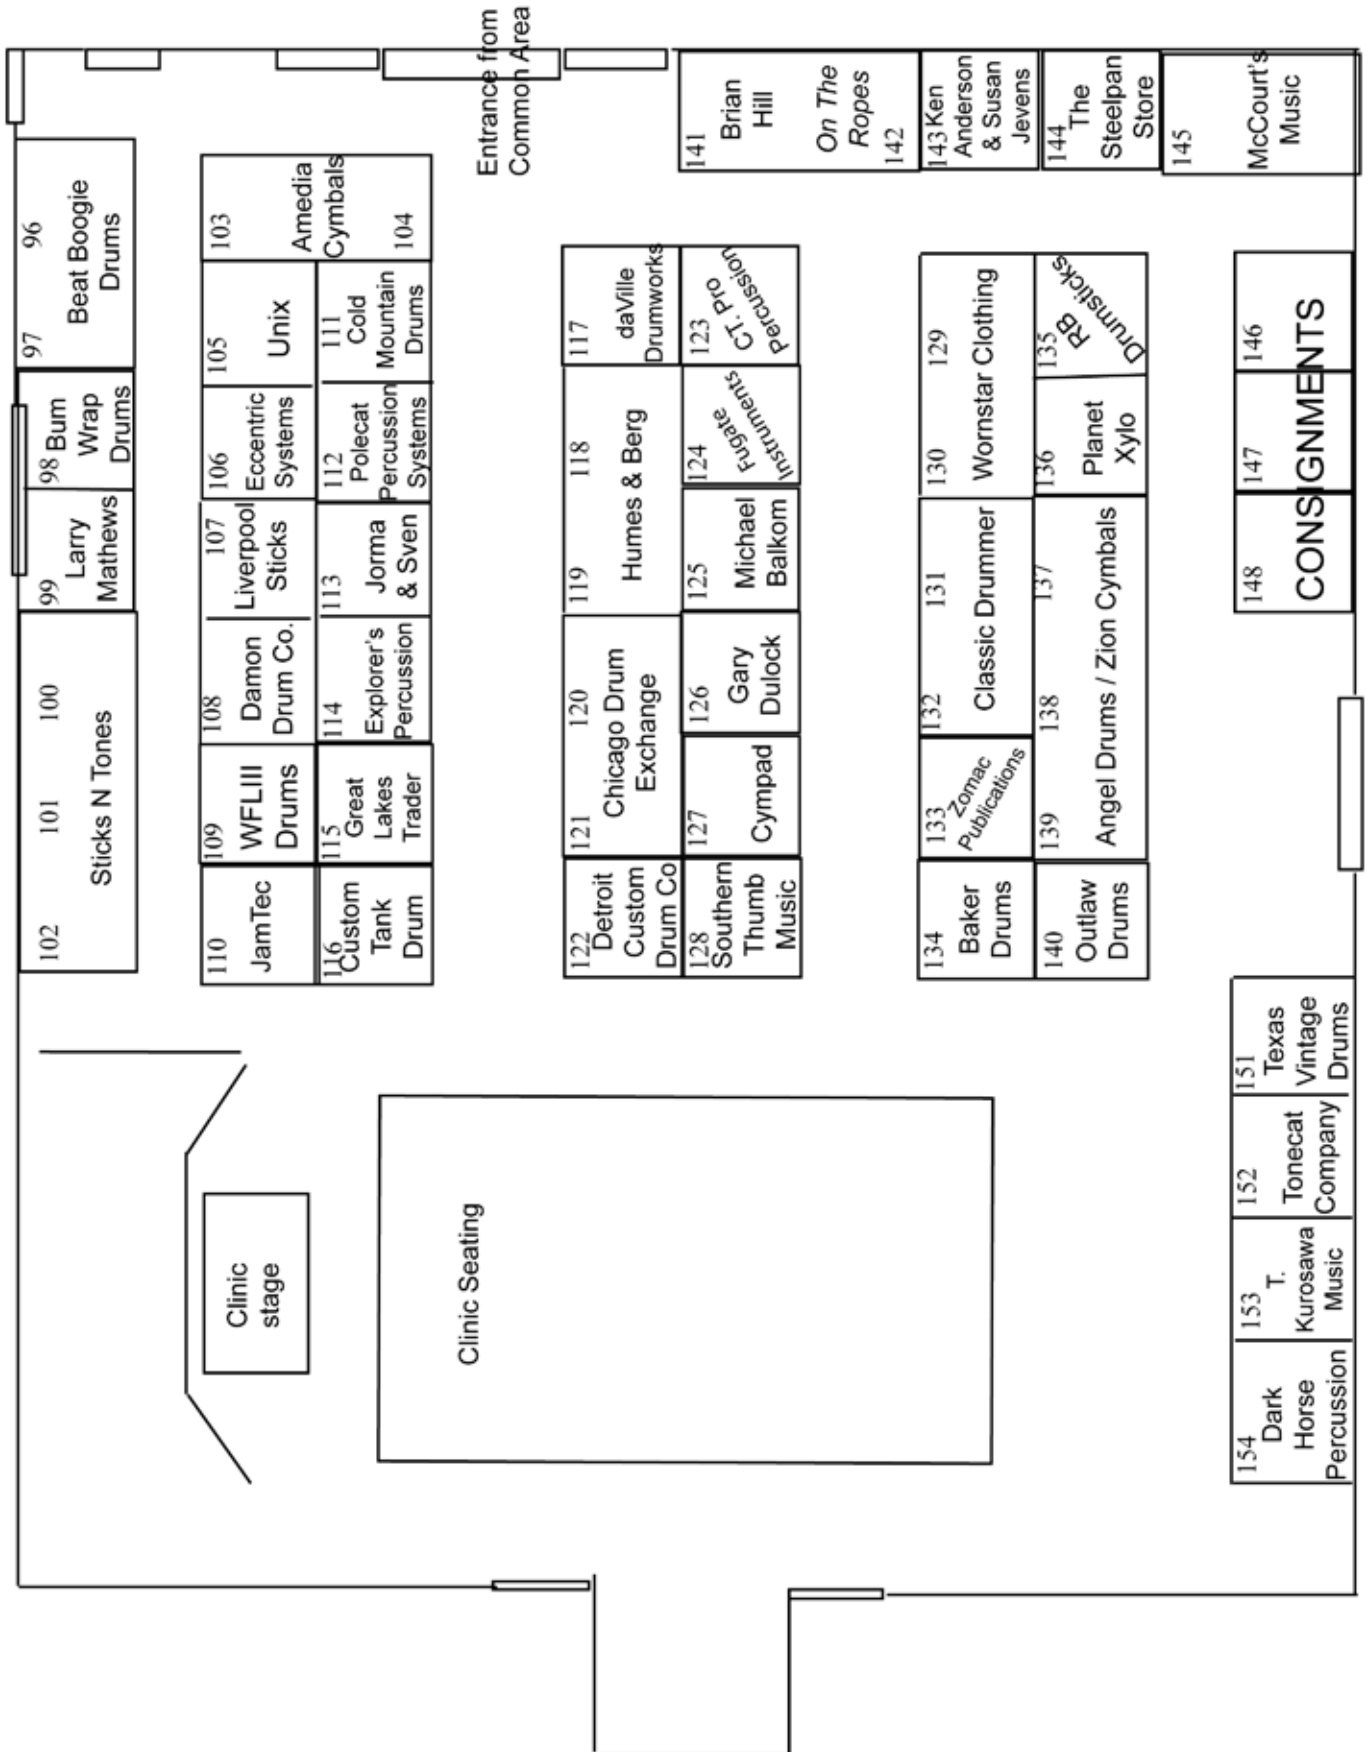 Entrance from
Common Area
96
97
Beat Boogie
Drums
98
Bum
Wrap
Drums
99
Larry
Mathews
100
101
102
Sticks N Tones
103
Amedia
Cymbals
104
105
Unix
106
Eccentric
Systems
107
Liverpool
Sticks
108
Damon
Drum Co.
109
WFLIII
Drums
110
JamTec
111
Cold
Mountain
Drums
112
Polecat
Percussion
Systems
113
Jorma
& Sven
114
Explorer's
Percussion
115
Great
Lakes
Trader
116
Custom
Tank
Drum
117
daVille
Drumworks
118
119
Humes & Berg
120
121
Chicago Drum
Exchange
122
Detroit
Custom
Drum Co
123
CT. Pro
Percussion
124
Fugate
Instruments
125
Michael
Balkom
126
Gary
Dulock
127
Cympad
128
Southern
Thumb
Music
129
130
Wornstar Clothing
131
132
Classic Drummer
133
Zomac
Publications
134
Baker
Drums
135
RB
Drumsticks
136
Planet
Xylo
137
138
139
Angel Drums / Zion Cymbals
140
Outlaw
Drums
141
Brian
Hill
On The
Ropes
142
143 Ken
Anderson
& Susan
Jevens
144
The
Steelpan
Store
145
McCourt's
Music
146
147
148
CONSIGNMENTS
151
Texas
Vintage
Drums
152
Tonecat
Company
153
T.
Kurosawa
Music
154
Dark
Horse
Percussion
Clinic
stage
Clinic Seating